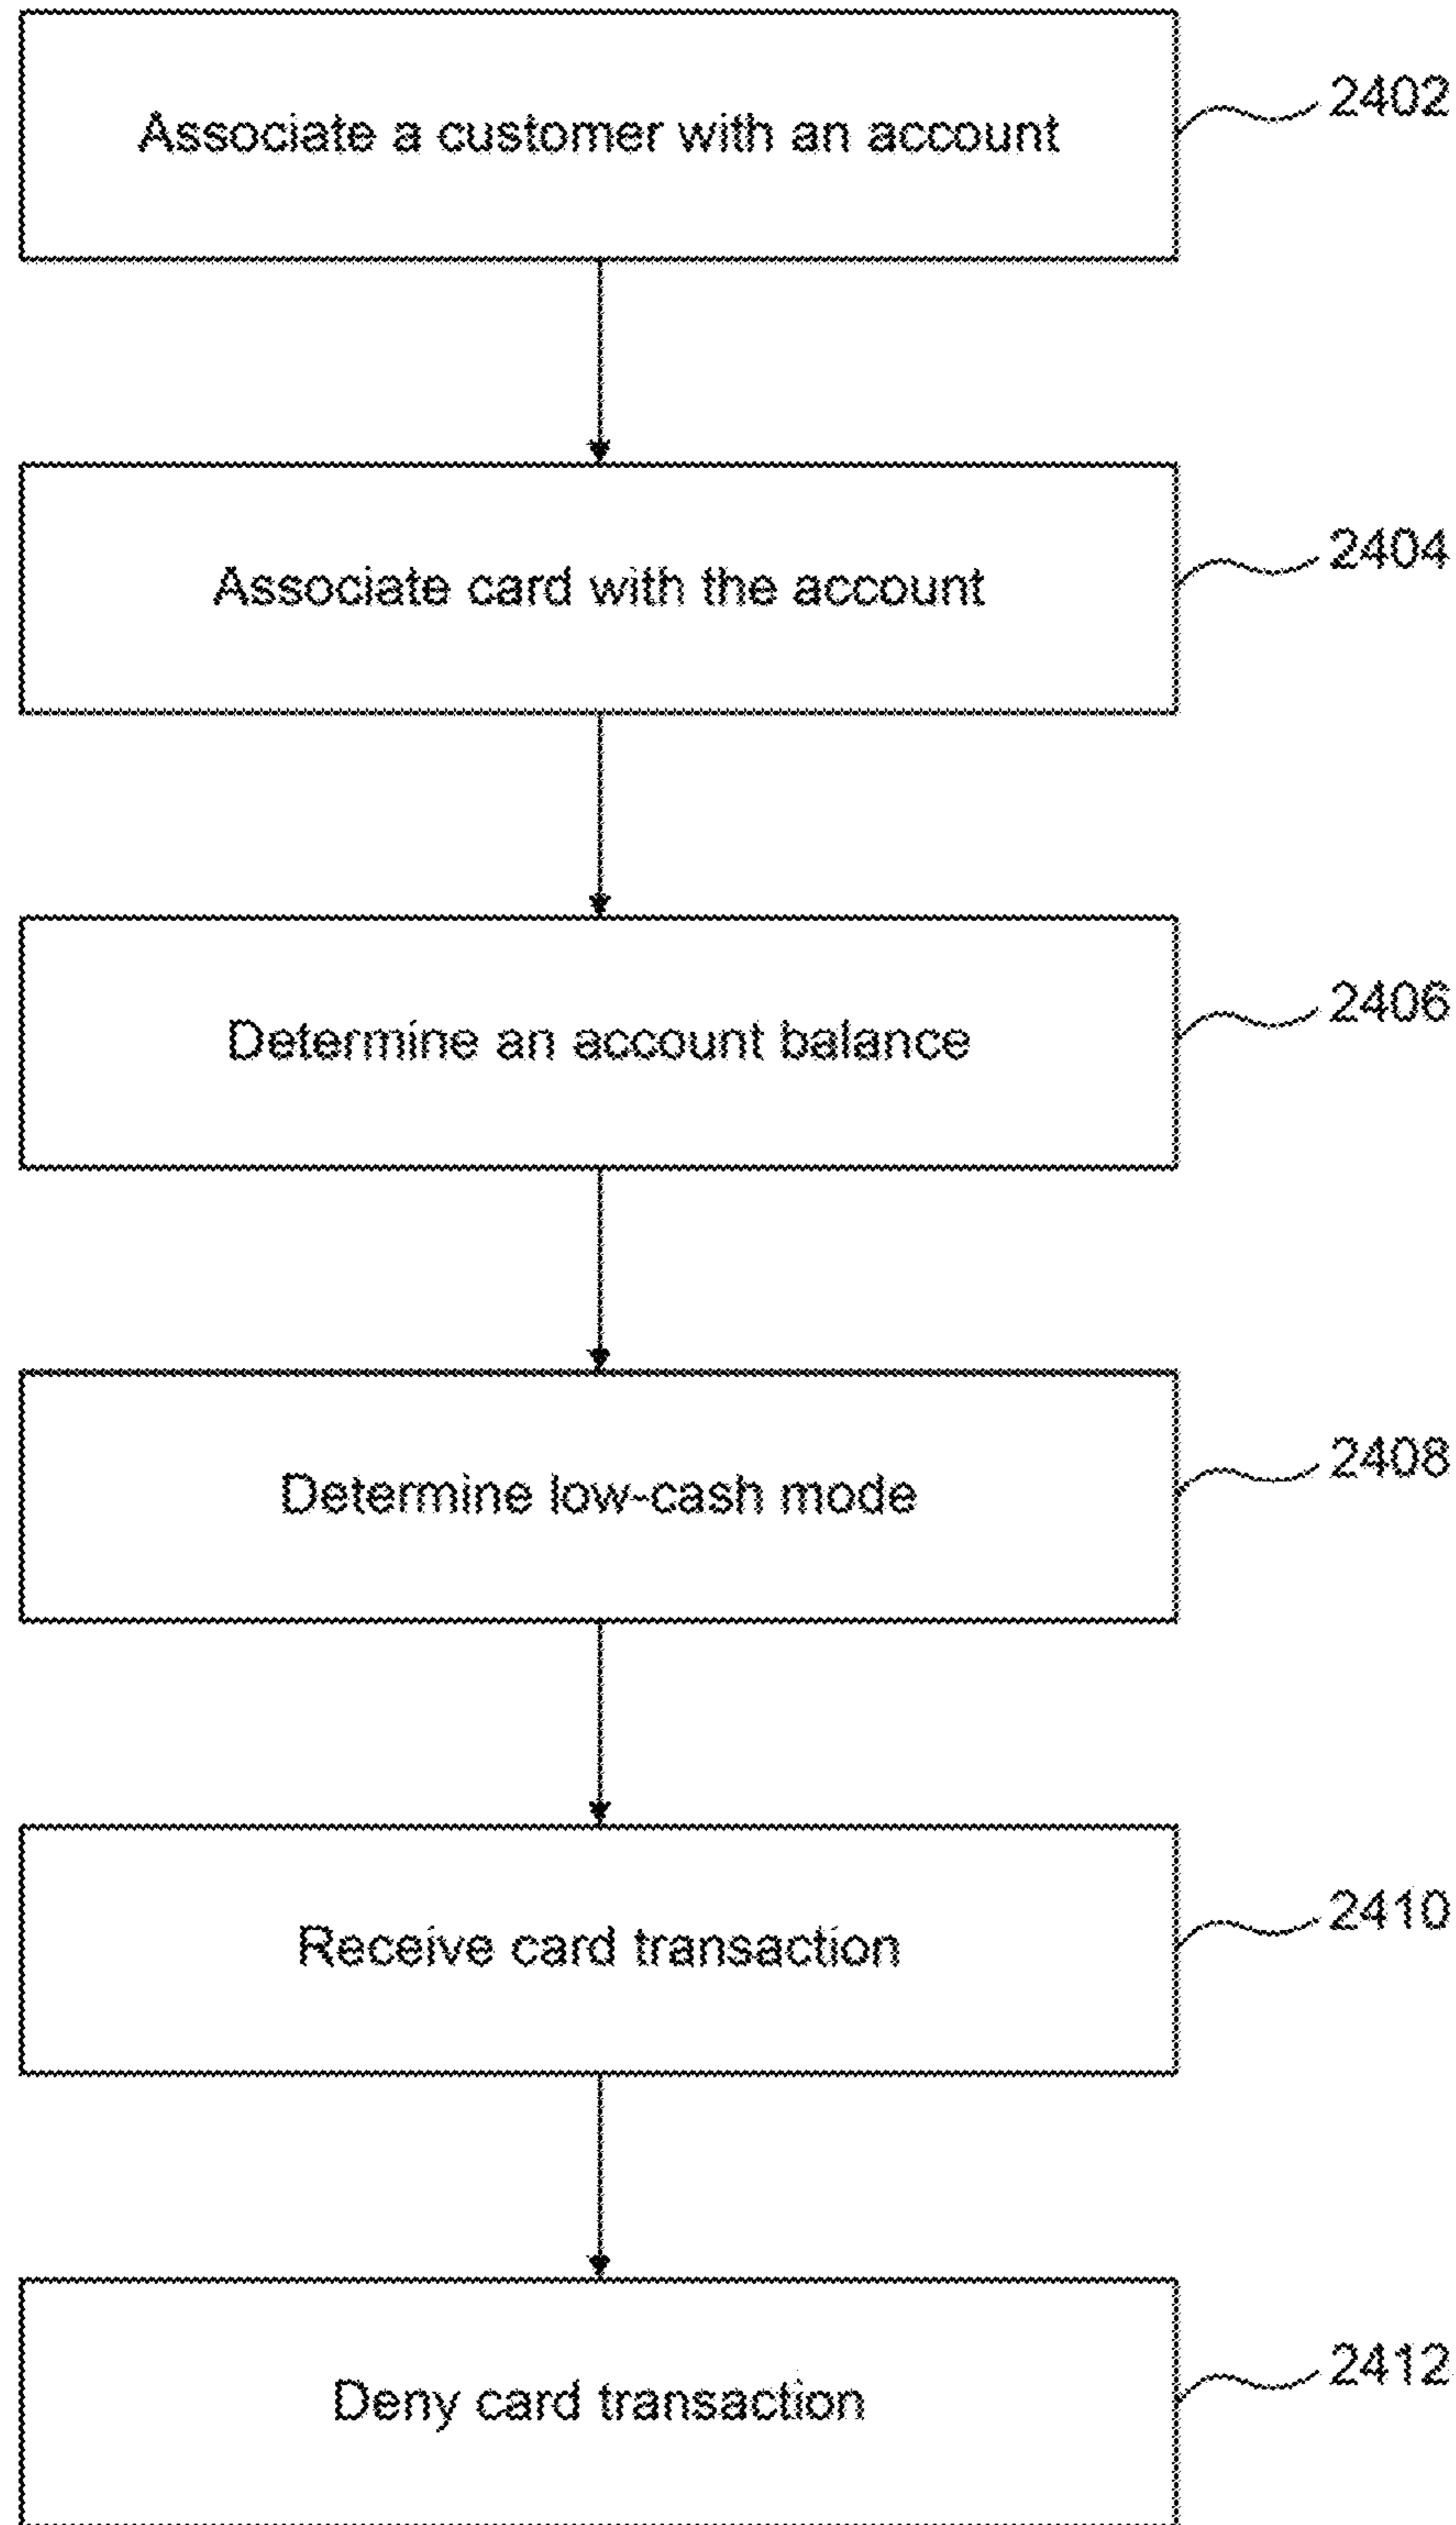 Associate a customer with an account
2402
Associate card with the account
2404
Determine an account balance
2406
Determine low-cash mode
2408
Receive card transaction
2410
Deny card transaction
2412